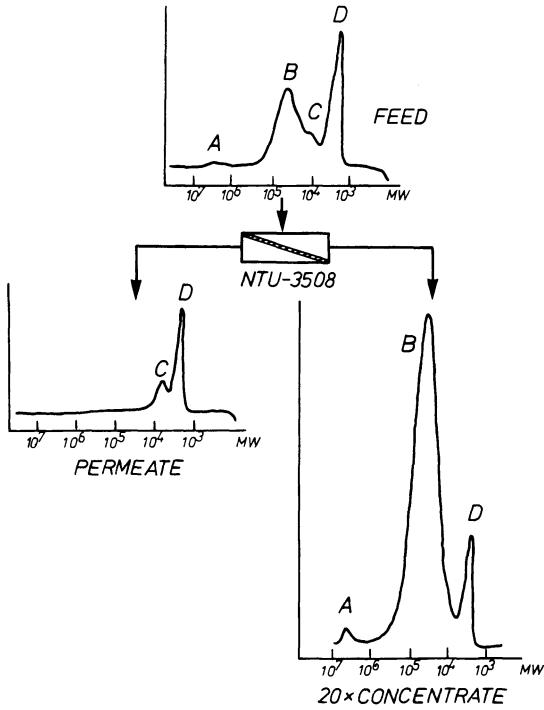 D
B
C
A
FEED
10⁷ 10⁶ 10⁵ 10⁴ 10³ MW
NTU-3508
D
C
10⁷ 10⁶ 10⁵ 10⁴ 10³ MW
PERMEATE
B
D
A
10⁷ 10⁶ 10⁵ 10⁴ 10³ MW
20 × CONCENTRATE